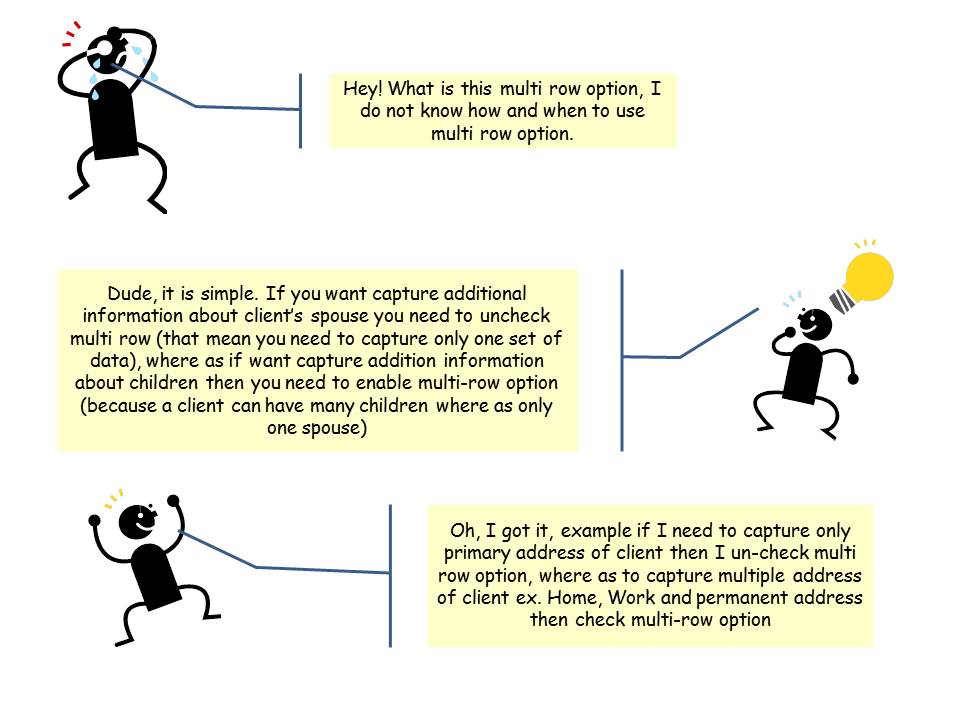 Hey! What is this multi row option, I
do not know how and when to use
multi row option.
Dude, it is simple. If you want capture additional
information about client's spouse you need to uncheck
multi row (that mean you need to capture only one set of
data), where as if want capture addition information
about children then you need to enable multi-row option
(because a client can have many children where as only
one spouse)
Oh, I got it, example if I need to capture only
primary address of client then I un-check multi
row option, where as to capture multiple address
of client ex. Home, Work and permanent address
then check multi-row option